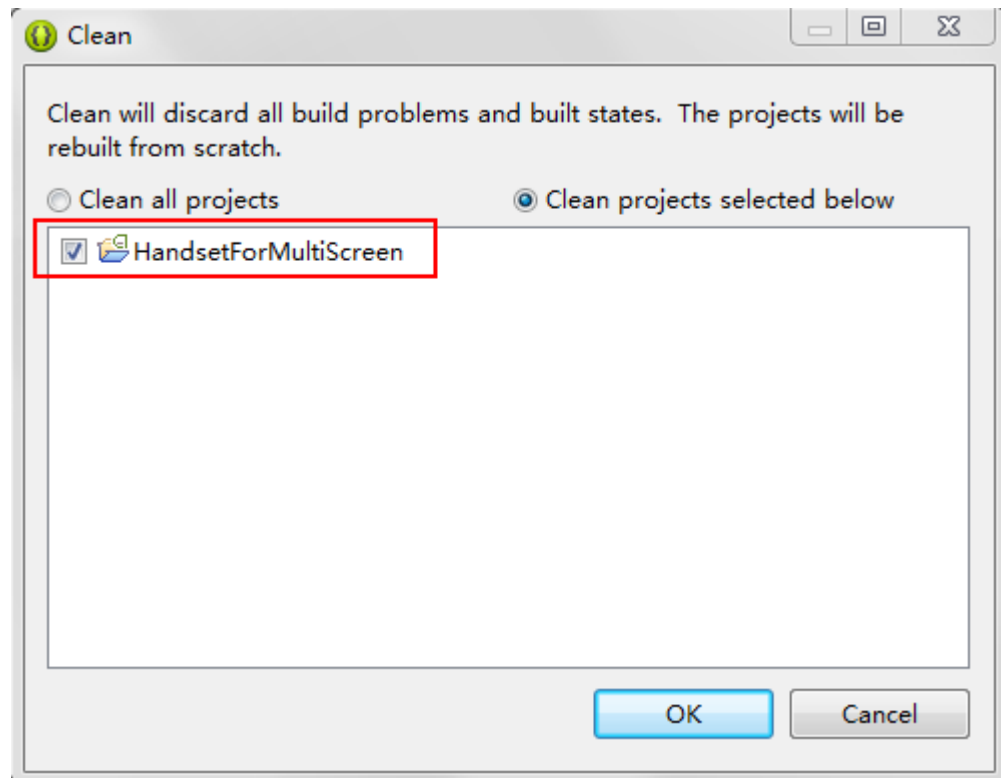 Clean
Clean will discard all build problems and built states.  The projects will be
rebuilt from scratch.
Clean all projects
Clean projects selected below
HandsetForMultiScreen
OK
Cancel